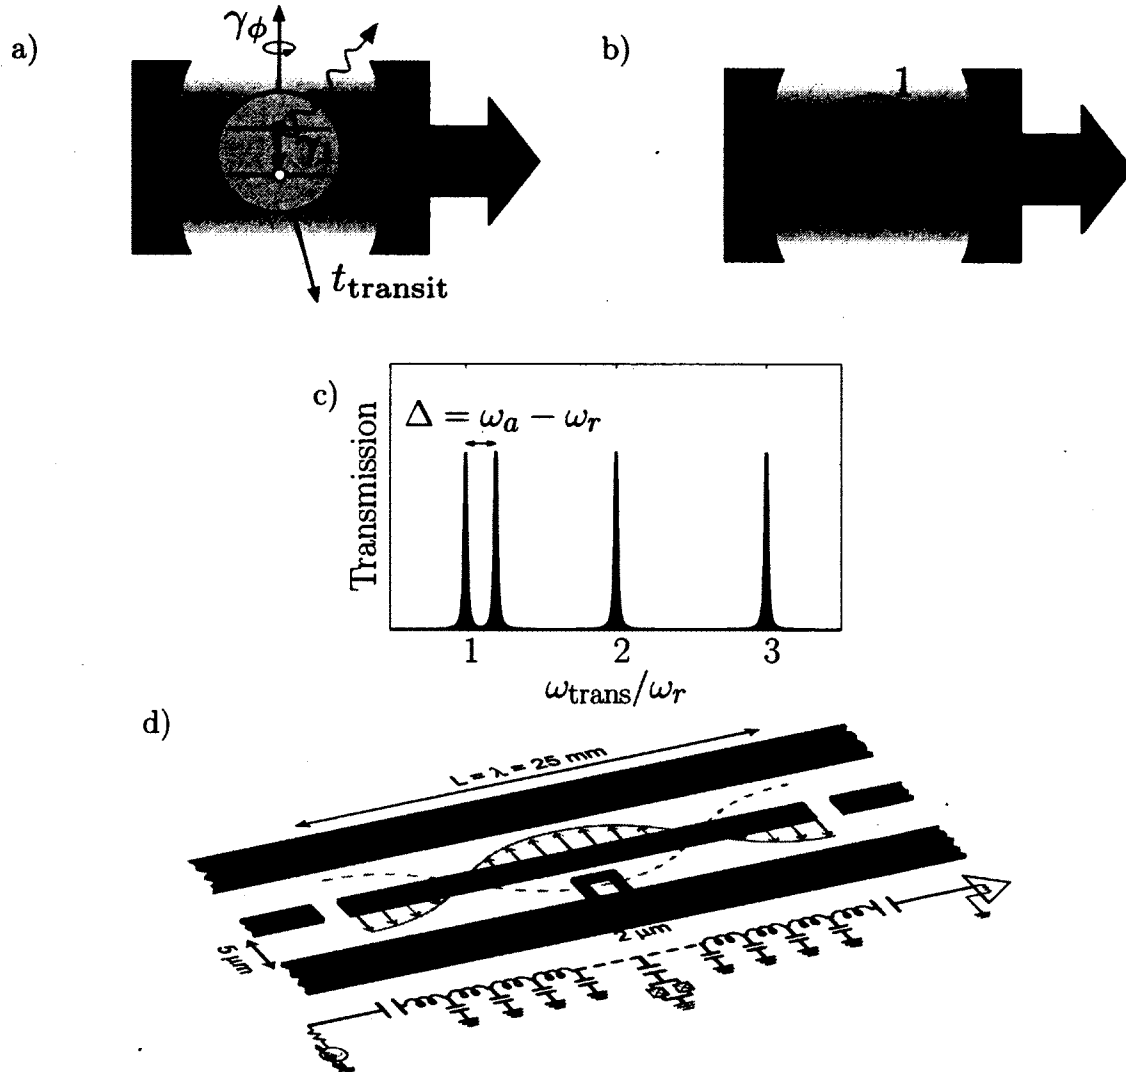 a)
γ_ϕ
t_transit
b)
1
c)
Δ = ω_a − ω_r
Transmission
1 2 3
ω_trans/ω_r
d)
L = λ = 25 mm
5 μm
2 μm